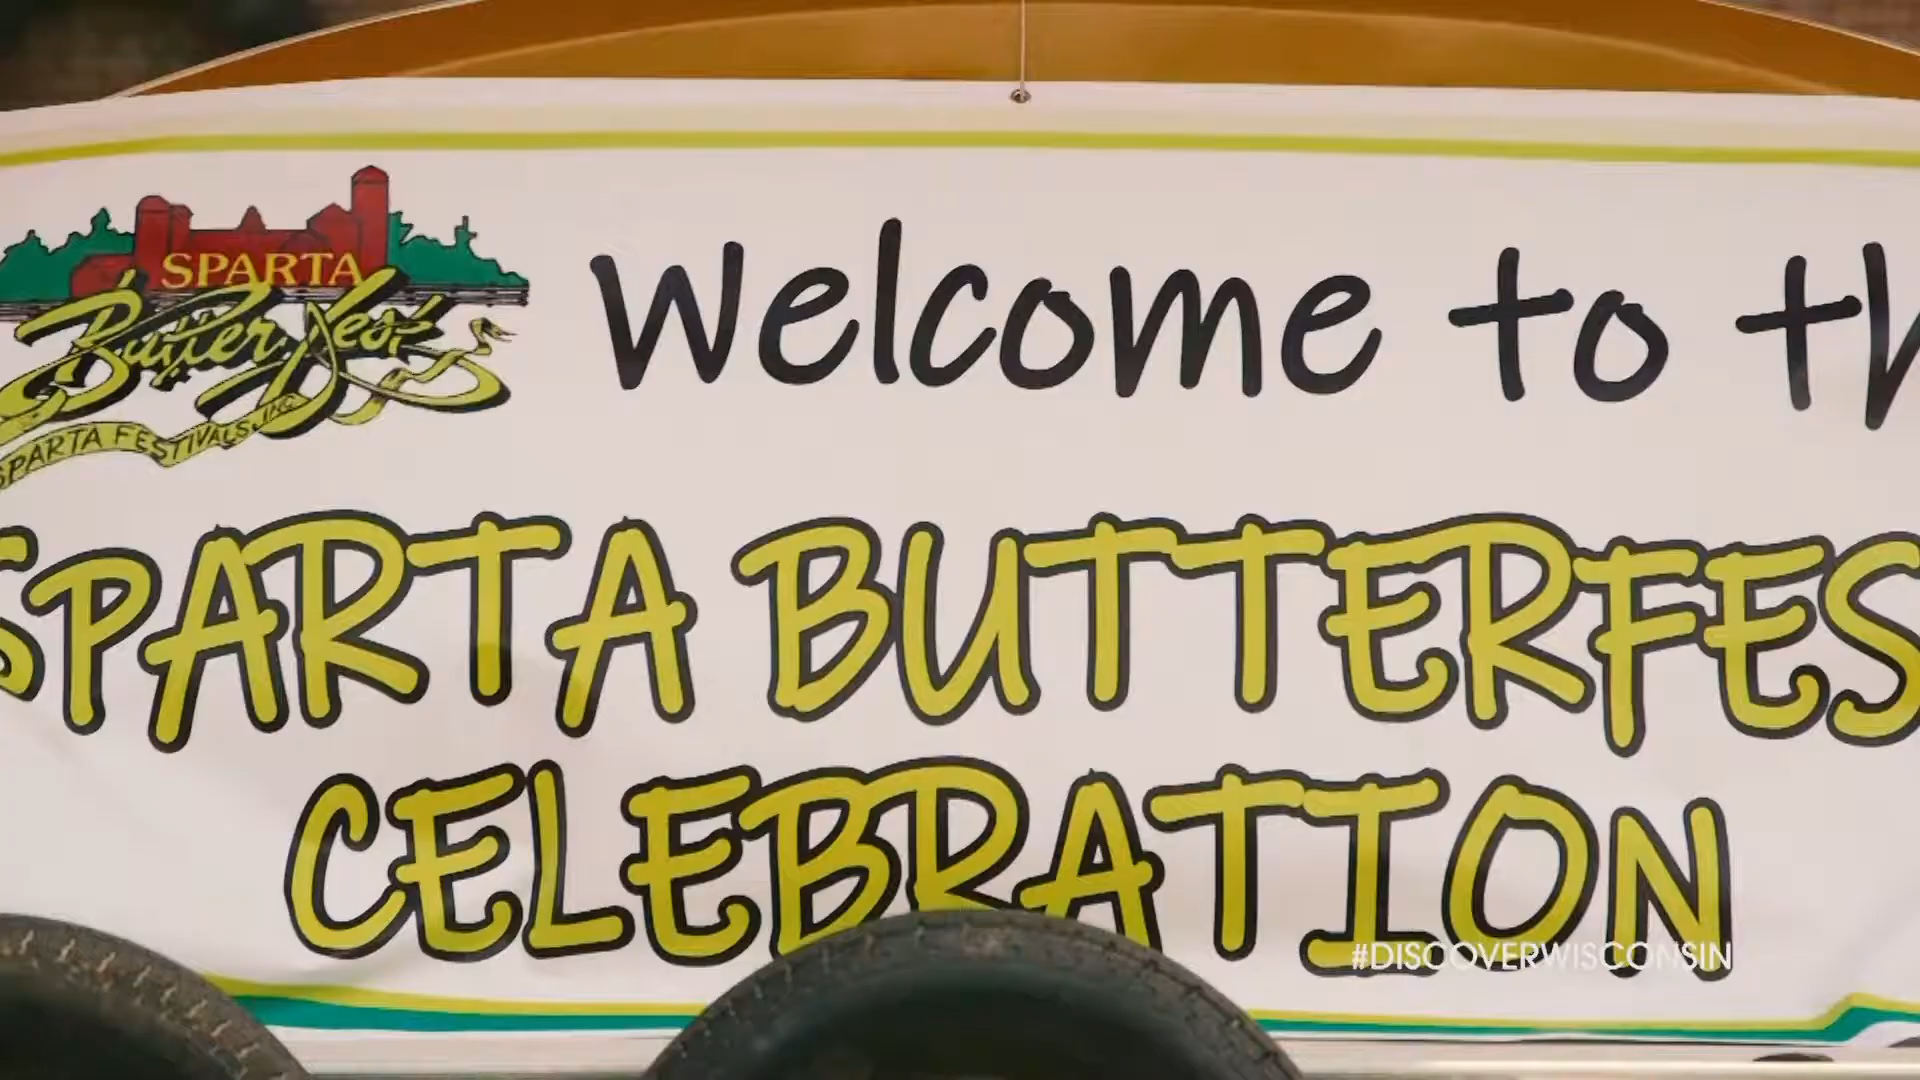 SPARTA
Butter Fest
SPARTA FESTIVALS, INC
Welcome to th
SPARTA BUTTERFES
CELEBRATION
#DISCOVERWISCONSIN